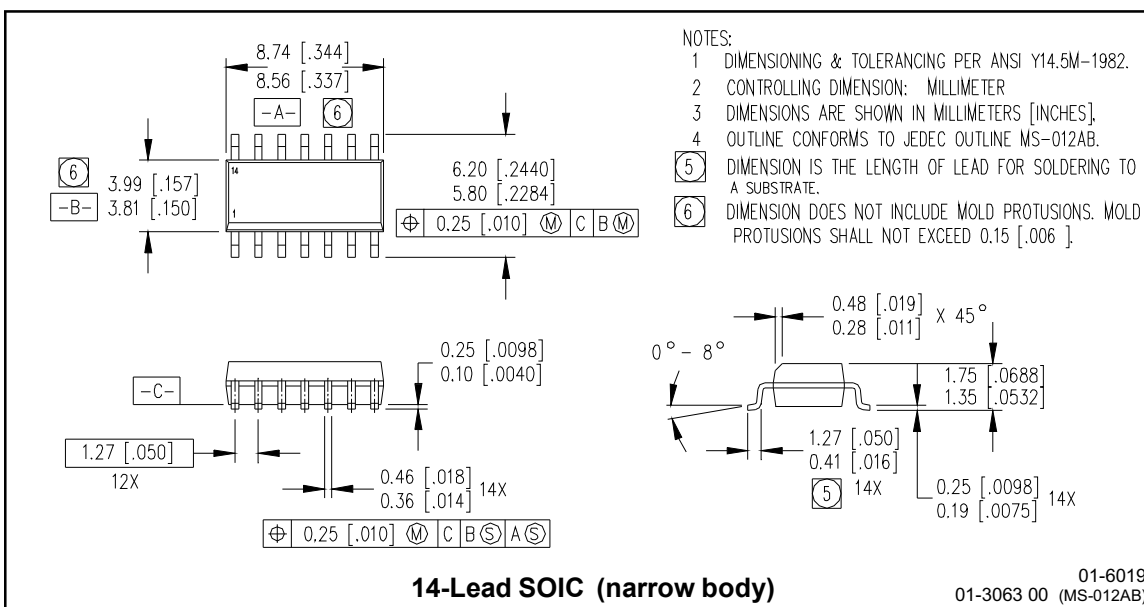 8.74 [.344]
8.56 [.337]
-A- 6
14
1
6
3.99 [.157]
-B- 3.81 [.150]
6.20 [.2440]
5.80 [.2284]
⌖ 0.25 [.010] Ⓜ C B Ⓜ
NOTES:
1 DIMENSIONING & TOLERANCING PER ANSI Y14.5M-1982.
2 CONTROLLING DIMENSION: MILLIMETER
3 DIMENSIONS ARE SHOWN IN MILLIMETERS [INCHES].
4 OUTLINE CONFORMS TO JEDEC OUTLINE MS-012AB.
5 DIMENSION IS THE LENGTH OF LEAD FOR SOLDERING TO
A SUBSTRATE.
6 DIMENSION DOES NOT INCLUDE MOLD PROTUSIONS. MOLD
PROTUSIONS SHALL NOT EXCEED 0.15 [.006 ].
-C-
0.25 [.0098]
0.10 [.0040]
1.27 [.050]
12X
0.46 [.018]
0.36 [.014] 14X
⌖ 0.25 [.010] Ⓜ C B Ⓢ A Ⓢ
0.48 [.019]
0.28 [.011] X 45°
0° - 8°
1.75 [.0688]
1.35 [.0532]
1.27 [.050]
0.41 [.016]
5 14X
0.25 [.0098]
0.19 [.0075] 14X
14-Lead SOIC (narrow body)
01-6019
01-3063 00 (MS-012AB)